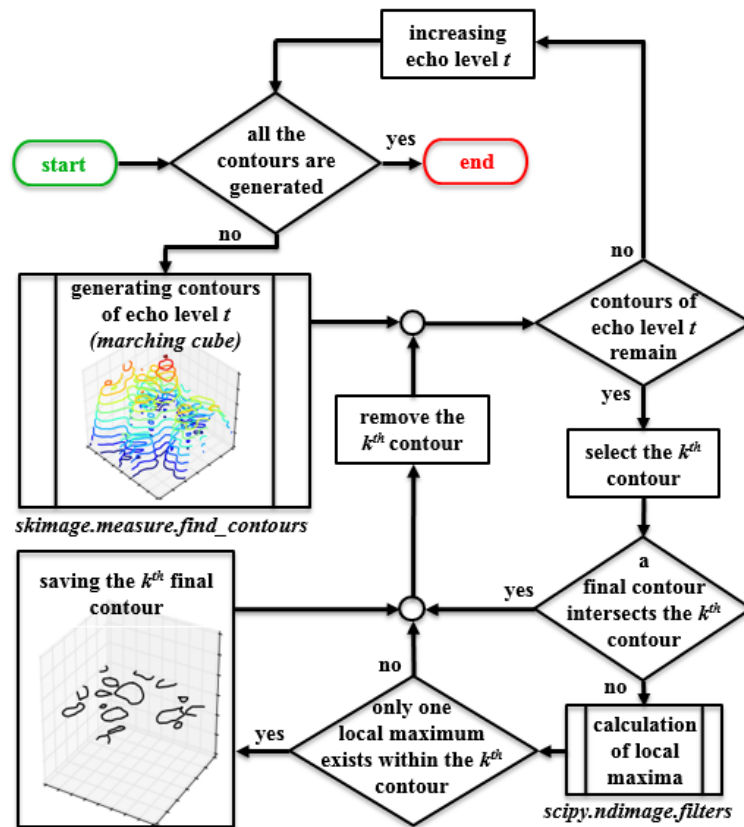 increasing
echo level t
all the
contours are
generated
yes
start
end
no
no
generating contours
of echo level t
(marching cube)
contours of
echo level t
remain
yes
remove the
kth contour
select the kth
contour
skimage.measure.find_contours
saving the kth final
contour
a
final contour
intersects the kth
contour
yes
no
no
only one
local maximum
exists within the kth
contour
yes
calculation
of local
maxima
scipy.ndimage.filters